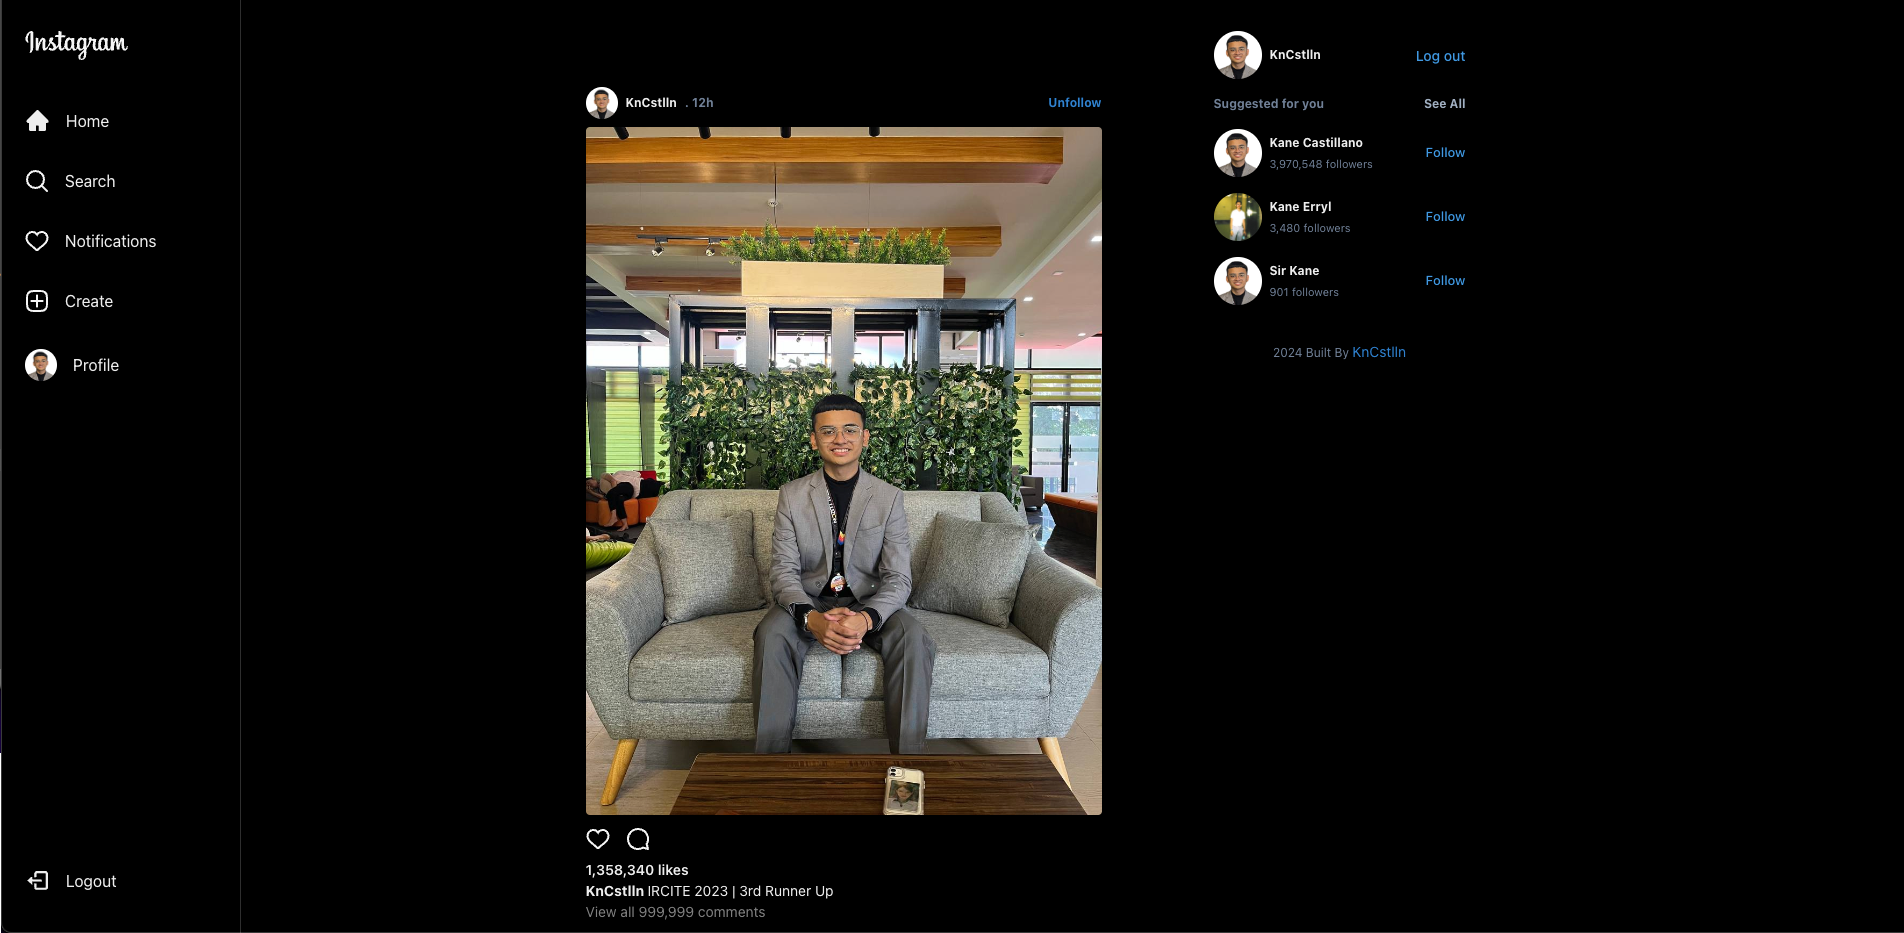 Instagram
Home
Search
Notifications
Create
Profile
Logout
KnCstlln . 12h
Unfollow
1,358,340 likes
KnCstlln IRCITE 2023 | 3rd Runner Up
View all 999,999 comments
KnCstlln
Log out
Suggested for you
See All
Kane Castillano
3,970,548 followers
Follow
Kane Erryl
3,480 followers
Follow
Sir Kane
901 followers
Follow
2024 Built By KnCstlln